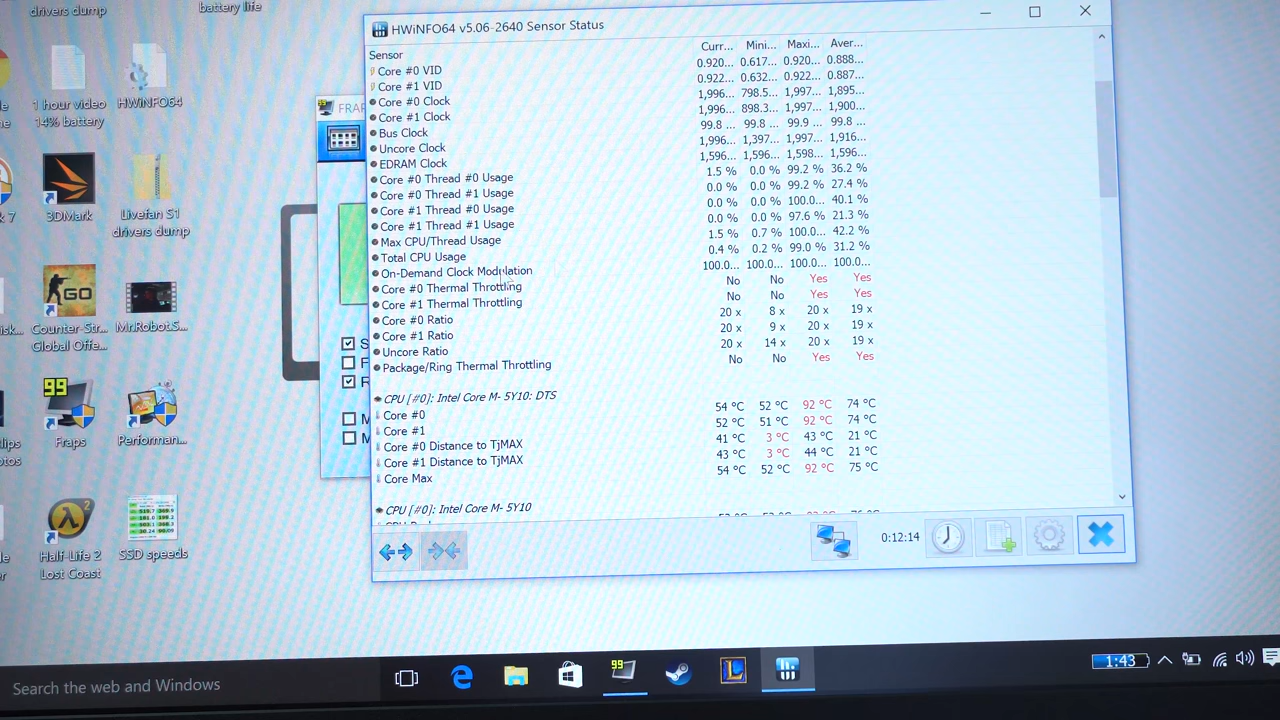 drivers dump
battery life
1 hour video
14% battery
HWiNFO64
3DMark
Livefan S1
drivers dump
Counter-Str...
Global Offe...
Mr.Robot.S...
99
Fraps
Performan...
Half-Life 2
Lost Coast
SSD speeds
GO
FRAP
HWiNFO64 v5.06-2640 Sensor Status
Sensor Curr... Mini... Maxi... Aver...
Core #0 VID 0.920... 0.617... 0.920... 0.888...
Core #1 VID 0.922... 0.632... 0.922... 0.887...
Core #0 Clock 1,996... 798.5... 1,997... 1,895...
Core #1 Clock 1,996... 898.3... 1,997... 1,900...
Bus Clock 99.8 ... 99.8 ... 99.9 ... 99.8 ...
Uncore Clock 1,996... 1,397... 1,997... 1,916...
EDRAM Clock 1,596... 1,596... 1,598... 1,596...
Core #0 Thread #0 Usage 1.5 % 0.0 % 99.2 % 36.2 %
Core #0 Thread #1 Usage 0.0 % 0.0 % 99.2 % 27.4 %
Core #1 Thread #0 Usage 0.0 % 0.0 % 100.0... 40.1 %
Core #1 Thread #1 Usage 0.0 % 0.0 % 97.6 % 21.3 %
Max CPU/Thread Usage 1.5 % 0.7 % 100.0... 42.2 %
Total CPU Usage 0.4 % 0.2 % 99.0 % 31.2 %
On-Demand Clock Modulation 100.0... 100.0... 100.0... 100.0...
Core #0 Thermal Throttling No No Yes Yes
Core #1 Thermal Throttling No No Yes Yes
Core #0 Ratio 20 x 8 x 20 x 19 x
Core #1 Ratio 20 x 9 x 20 x 19 x
Uncore Ratio 20 x 14 x 20 x 19 x
Package/Ring Thermal Throttling No No Yes Yes
CPU [#0]: Intel Core M- 5Y10: DTS
Core #0 54 °C 52 °C 92 °C 74 °C
Core #1 52 °C 51 °C 92 °C 74 °C
Core #0 Distance to TjMAX 41 °C 3 °C 43 °C 21 °C
Core #1 Distance to TjMAX 43 °C 3 °C 44 °C 21 °C
Core Max 54 °C 52 °C 92 °C 75 °C
CPU [#0]: Intel Core M- 5Y10
0:12:14
Search the web and Windows
99
1:43